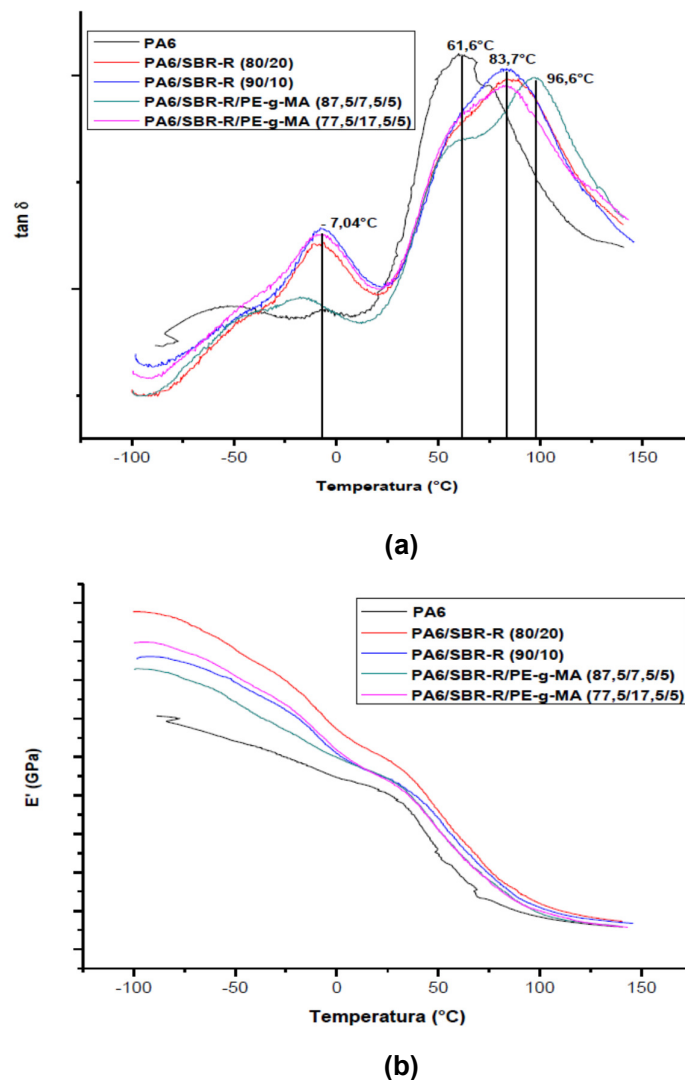 PA6
PA6/SBR-R (80/20)
PA6/SBR-R (90/10)
PA6/SBR-R/PE-g-MA (87,5/7,5/5)
PA6/SBR-R/PE-g-MA (77,5/17,5/5)
61,6°C
83,7°C
96,6°C
- 7,04°C
tan δ
-100
-50
0
50
100
150
Temperatura (°C)
(a)
PA6
PA6/SBR-R (80/20)
PA6/SBR-R (90/10)
PA6/SBR-R/PE-g-MA (87,5/7,5/5)
PA6/SBR-R/PE-g-MA (77,5/17,5/5)
E' (GPa)
-100
-50
0
50
100
150
Temperatura (°C)
(b)